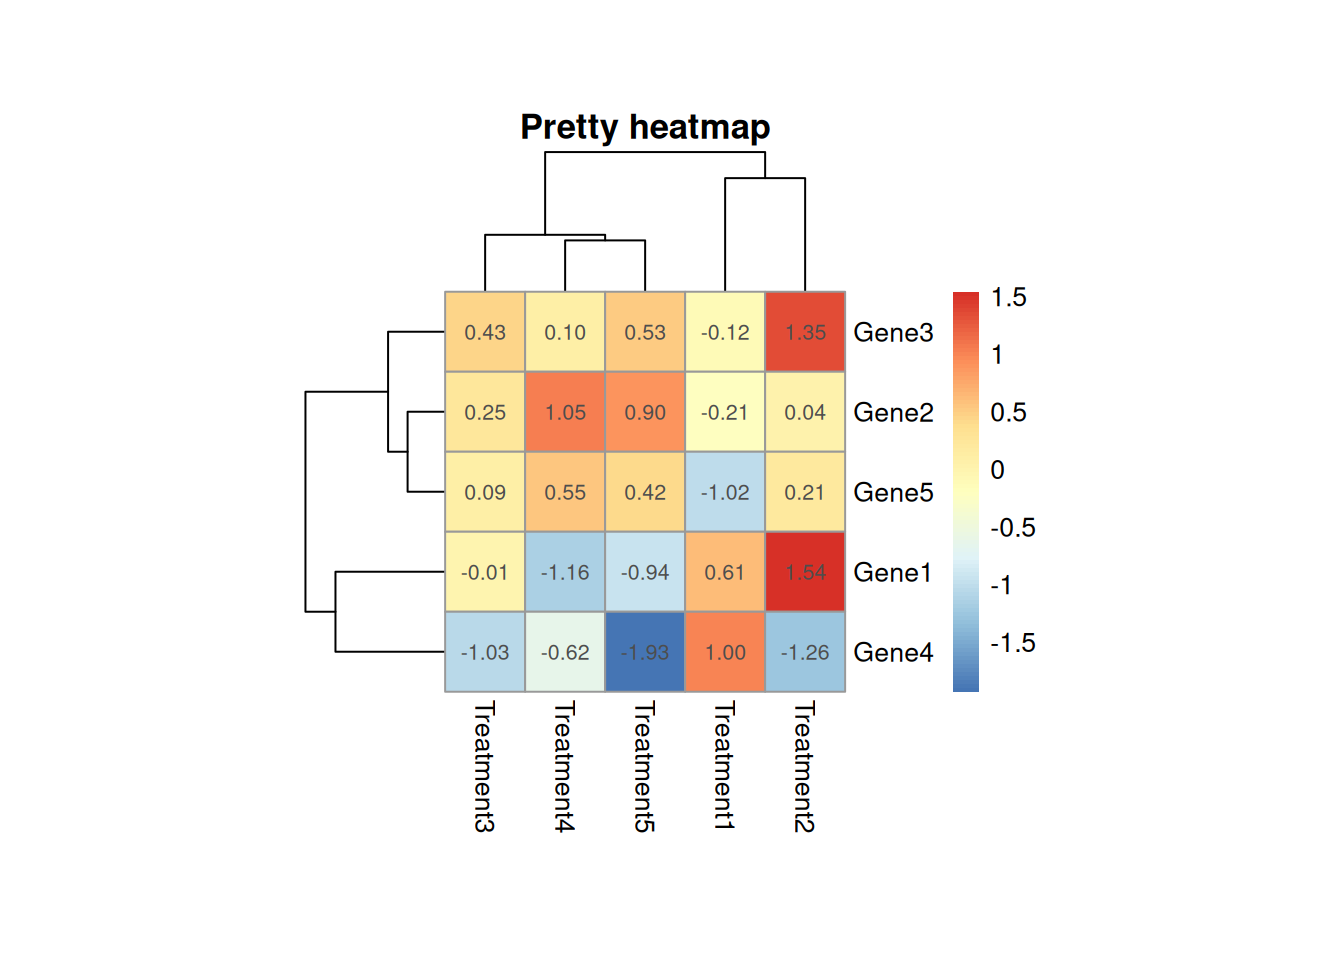 Pretty heatmap
0.43 0.10 0.53 -0.12 1.35 Gene3
0.25 1.05 0.90 -0.21 0.04 Gene2
0.09 0.55 0.42 -1.02 0.21 Gene5
-0.01 -1.16 -0.94 0.61 1.54 Gene1
-1.03 -0.62 -1.93 1.00 -1.26 Gene4
Treatment3
Treatment4
Treatment5
Treatment1
Treatment2
1.5
1
0.5
0
-0.5
-1
-1.5